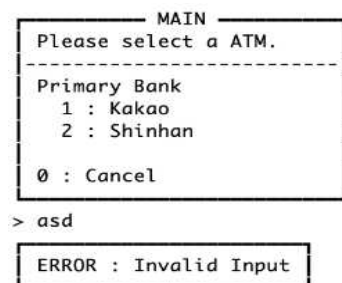 MAIN
Please select a ATM.
Primary Bank
1 : Kakao
2 : Shinhan
0 : Cancel
> asd
ERROR : Invalid Input